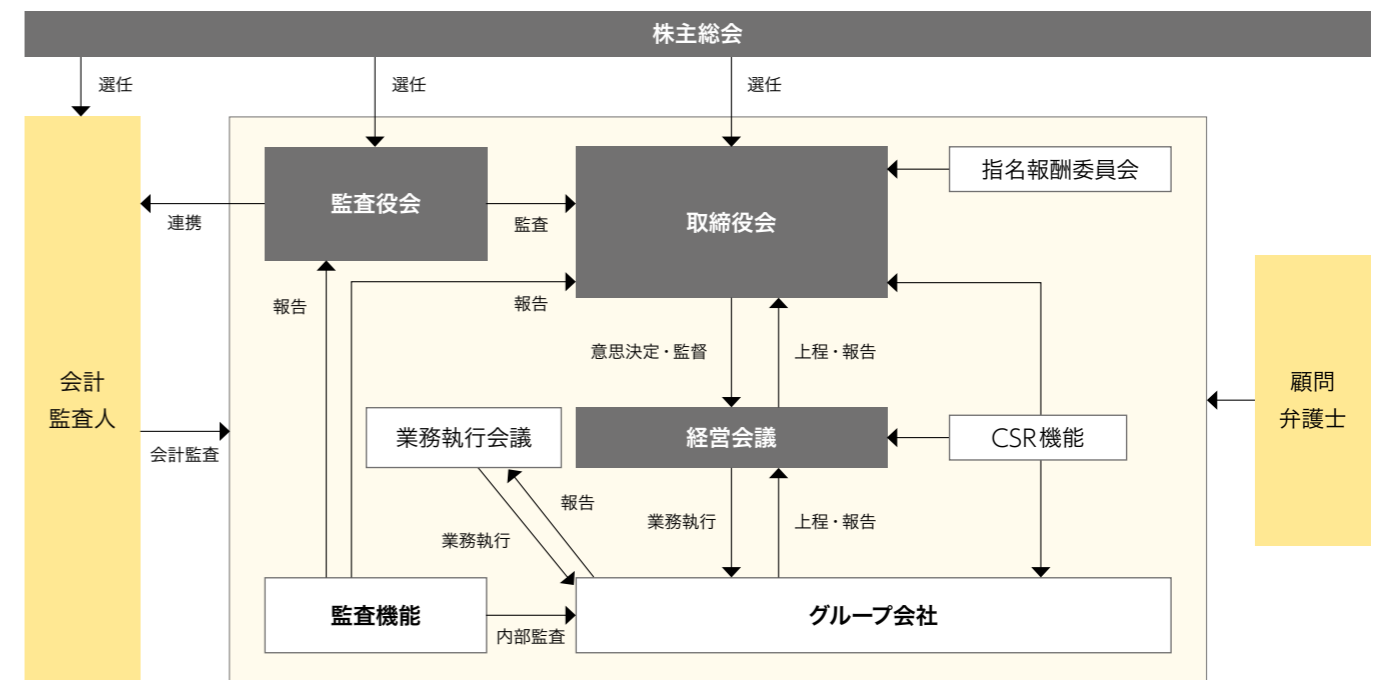 株主総会
選任
選任
選任
指名報酬委員会
監査役会
取締役会
連携
監査
報告
報告
意思決定・監督
上程・報告
会計
監査人
顧問
弁護士
業務執行会議
経営会議
CSR機能
会計監査
報告
業務執行
上程・報告
業務執行
監査機能
グループ会社
内部監査